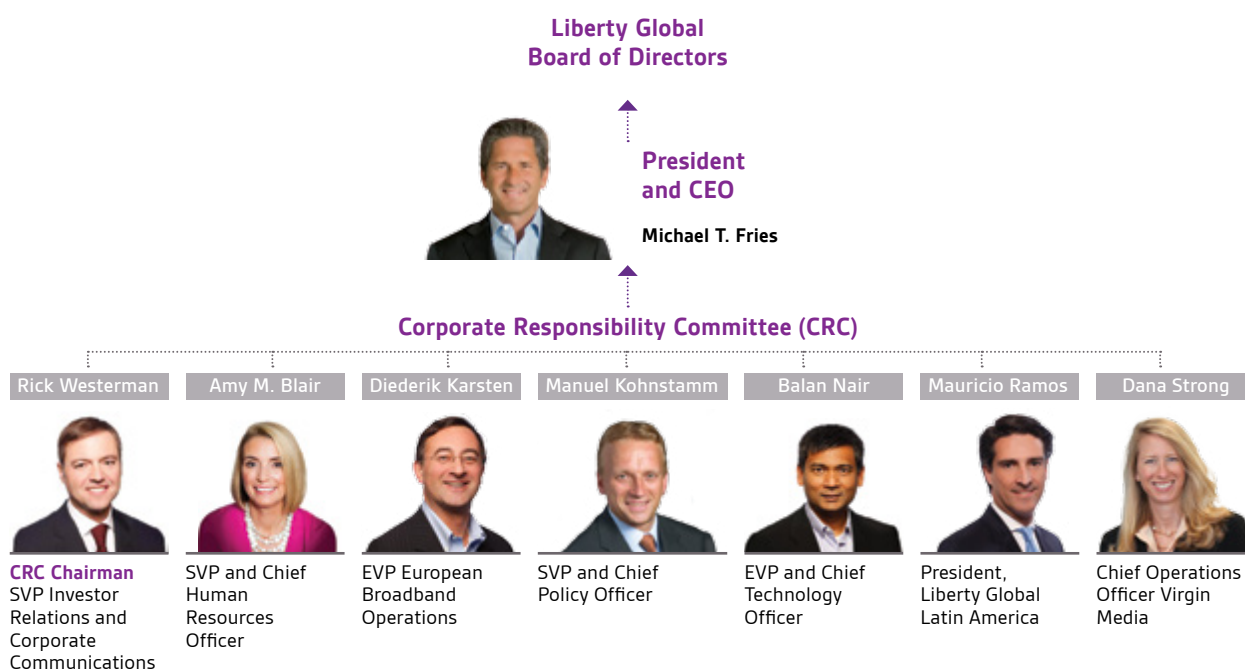 Liberty Global
Board of Directors
President
and CEO
Michael T. Fries
Corporate Responsibility Committee (CRC)
Rick Westerman
Amy M. Blair
Diederik Karsten
Manuel Kohnstamm
Balan Nair
Mauricio Ramos
Dana Strong
CRC Chairman
SVP Investor
Relations and
Corporate
Communications
SVP and Chief
Human
Resources
Officer
EVP European
Broadband
Operations
SVP and Chief
Policy Officer
EVP and Chief
Technology
Officer
President,
Liberty Global
Latin America
Chief Operations
Officer Virgin
Media